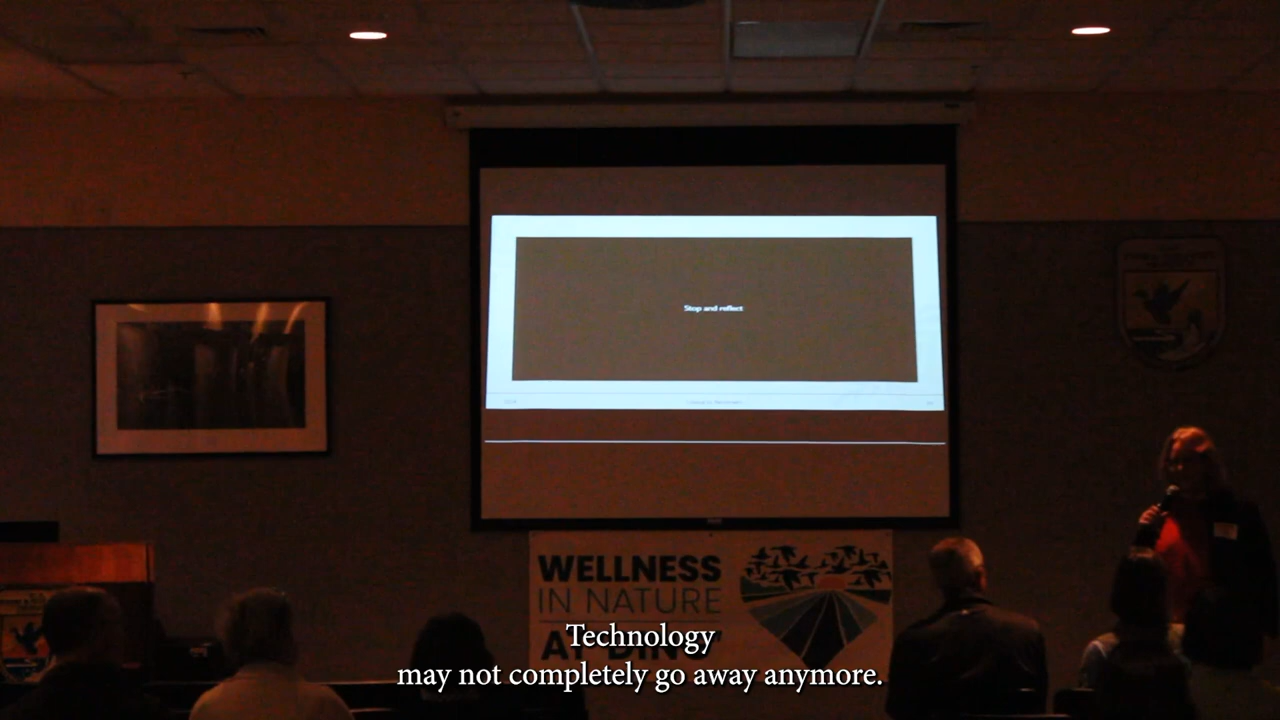 Stop and reflect
WELLNESS
IN NATURE
Technology
may not completely go away anymore.